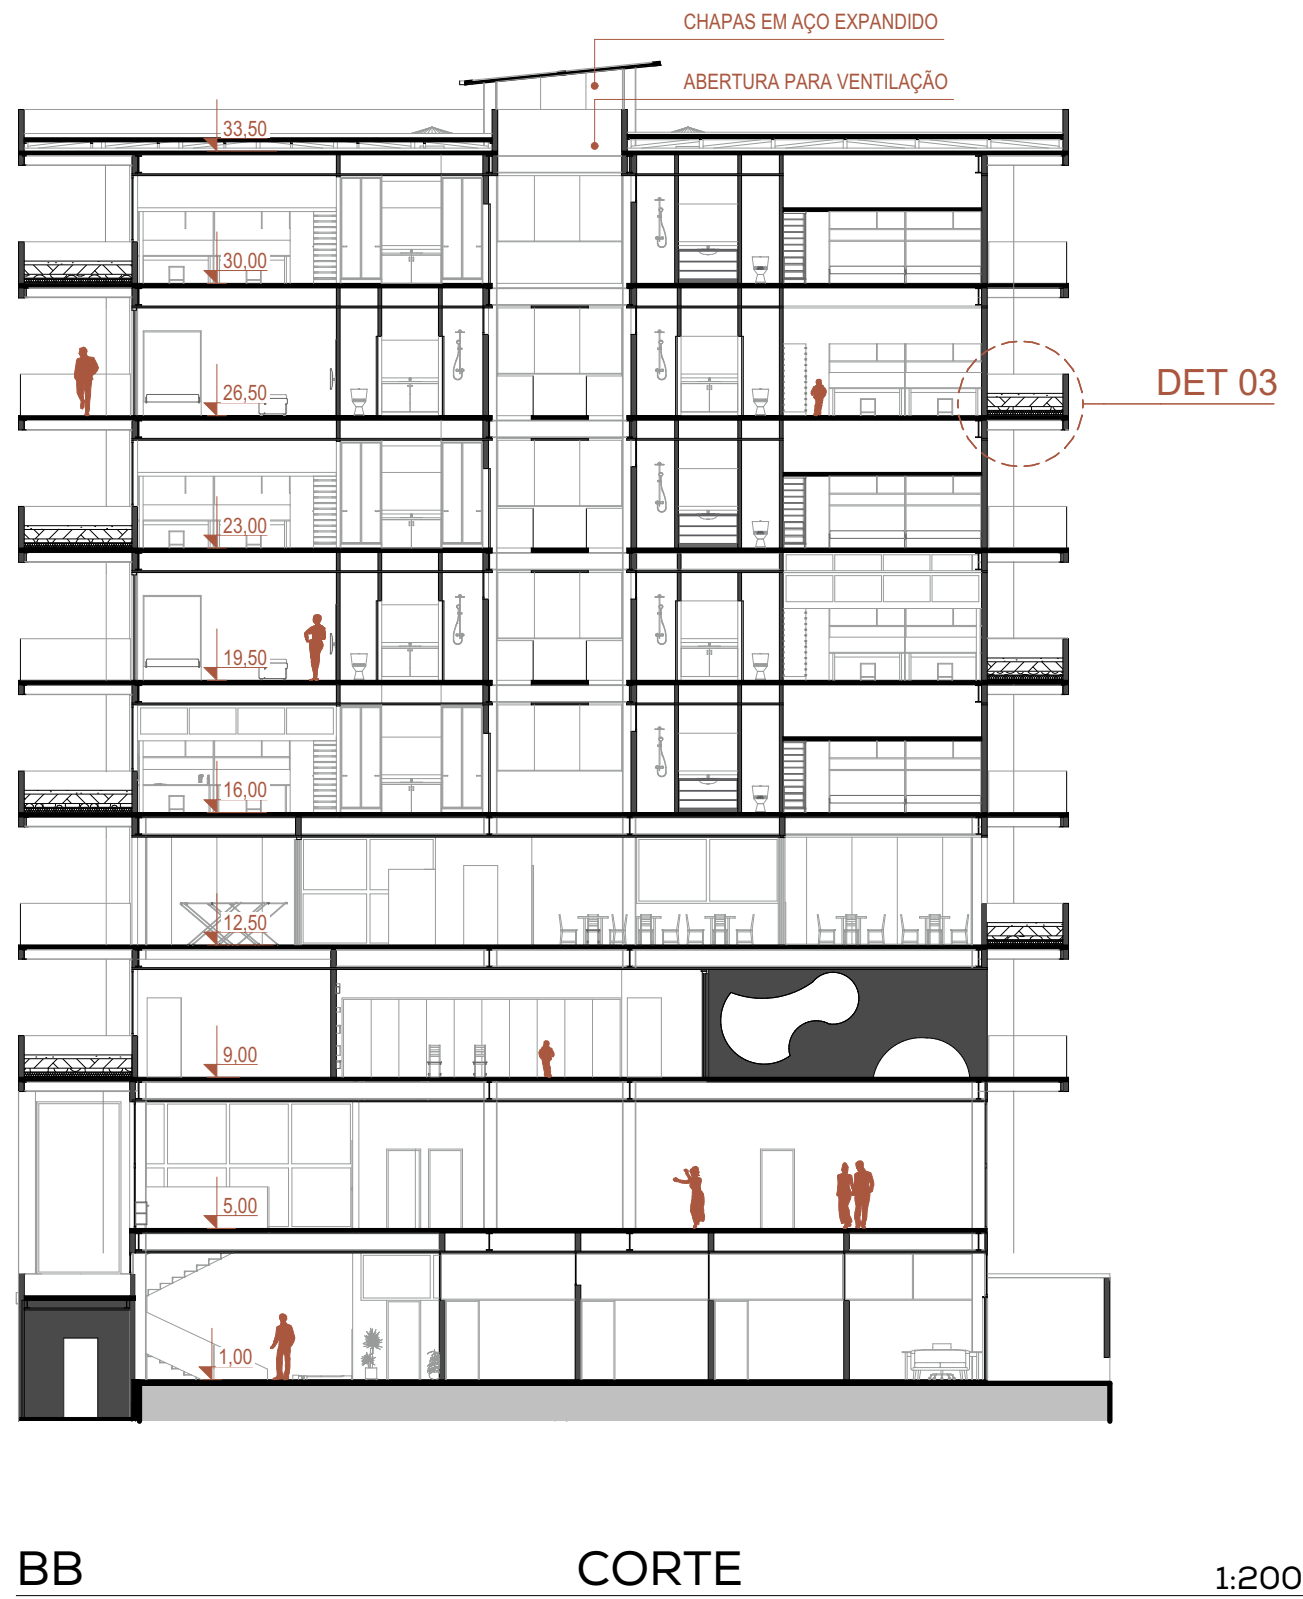 CHAPAS EM AÇO EXPANDIDO
ABERTURA PARA VENTILAÇÃO
33,50
30,00
26,50
DET 03
23,00
19,50
16,00
12,50
9,00
5,00
1,00
BB CORTE 1:200